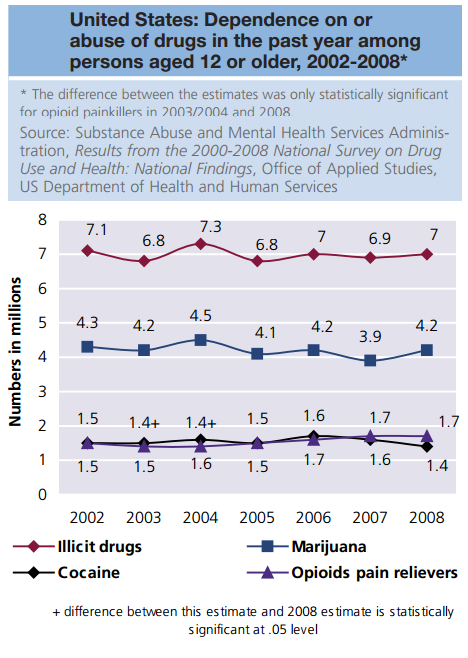 United States: Dependence on or
abuse of drugs in the past year among
persons aged 12 or older, 2002-2008*
* The difference between the estimates was only statistically significant
for opioid painkillers in 2003/2004 and 2008
Source: Substance Abuse and Mental Health Services Adminis-
tration, Results from the 2000-2008 National Survey on Drug
Use and Health: National Findings, Office of Applied Studies,
US Department of Health and Human Services
Numbers in millions
8
7
6
5
4
3
2
1
0
7.1 6.8 7.3 6.8 7 6.9 7
4.3 4.2 4.5 4.1 4.2 3.9 4.2
1.5 1.4+ 1.4+ 1.5 1.6 1.7 1.7
1.5 1.5 1.6 1.5 1.7 1.6 1.4
2002 2003 2004 2005 2006 2007 2008
Illicit drugs Marijuana
Cocaine Opioids pain relievers
+ difference between this estimate and 2008 estimate is statistically
significant at .05 level